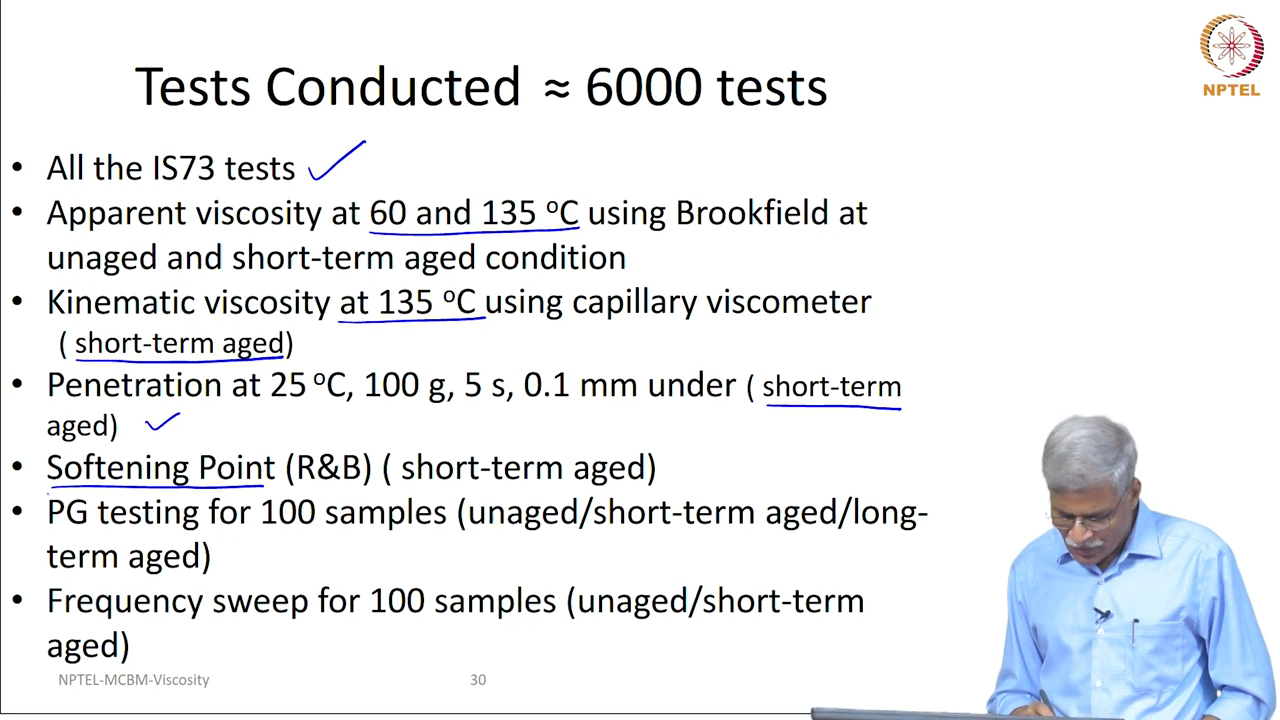 NPTEL
Tests Conducted ≈ 6000 tests
• All the IS73 tests
• Apparent viscosity at 60 and 135 °C using Brookfield at
unaged and short-term aged condition
• Kinematic viscosity at 135 °C using capillary viscometer
( short-term aged)
• Penetration at 25 °C, 100 g, 5 s, 0.1 mm under ( short-term
aged)
• Softening Point (R&B) ( short-term aged)
• PG testing for 100 samples (unaged/short-term aged/long-
term aged)
• Frequency sweep for 100 samples (unaged/short-term
aged)
NPTEL-MCBM-Viscosity 30